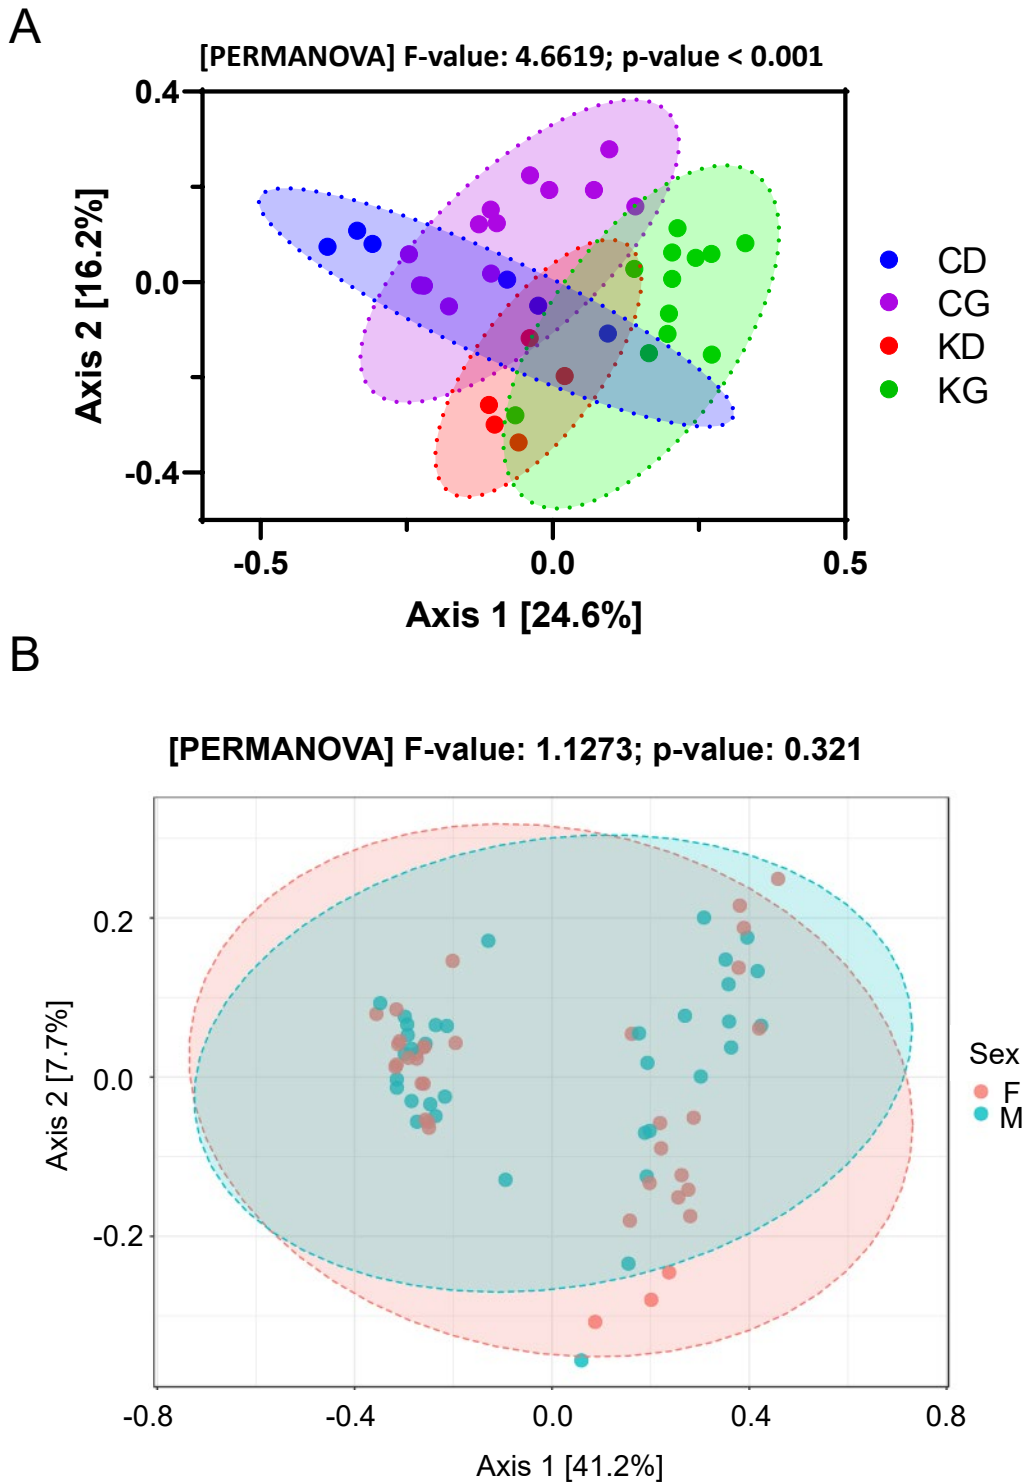 A
[PERMANOVA] F-value: 4.6619; p-value < 0.001
0.4
0.0
-0.4
Axis 2 [16.2%]
-0.5
0.0
0.5
Axis 1 [24.6%]
CD
CG
KD
KG
B
[PERMANOVA] F-value: 1.1273; p-value: 0.321
0.2
0.0
-0.2
Axis 2 [7.7%]
-0.8
-0.4
0.0
0.4
0.8
Axis 1 [41.2%]
Sex
F
M